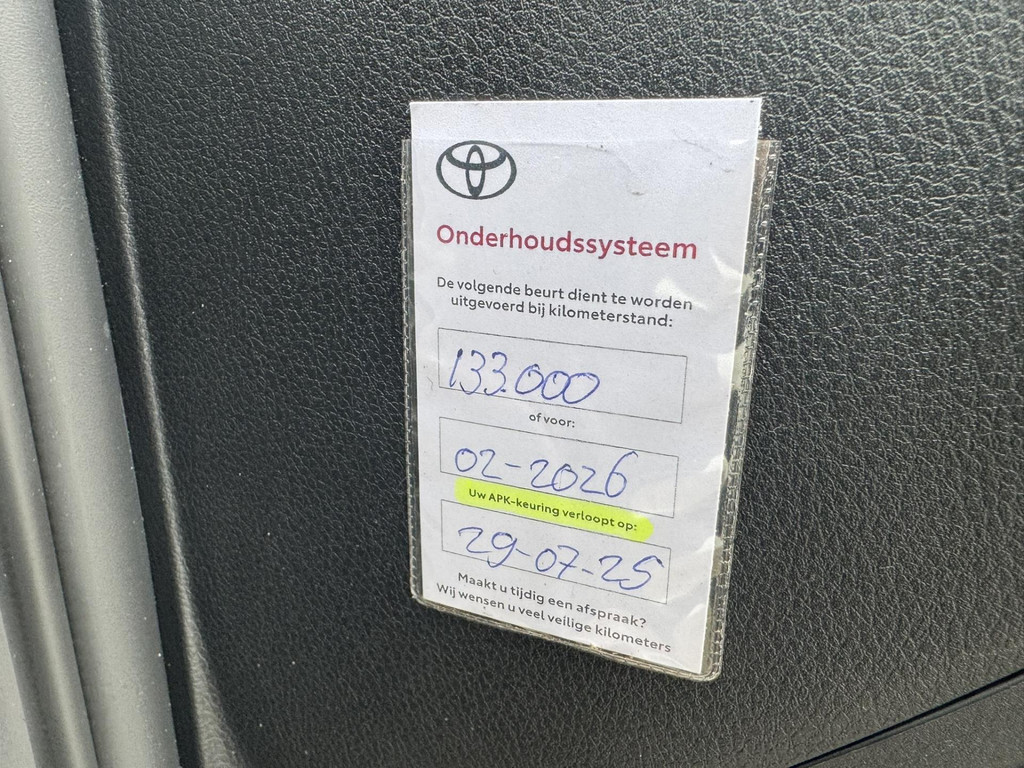 Onderhoudssysteem
De volgende beurt dient te worden
uitgevoerd bij kilometerstand:
133.000
of voor:
02-2026
Uw APK-keuring verloopt op:
29-07-25
Maakt u tijdig een afspraak?
Wij wensen u veel veilige kilometers